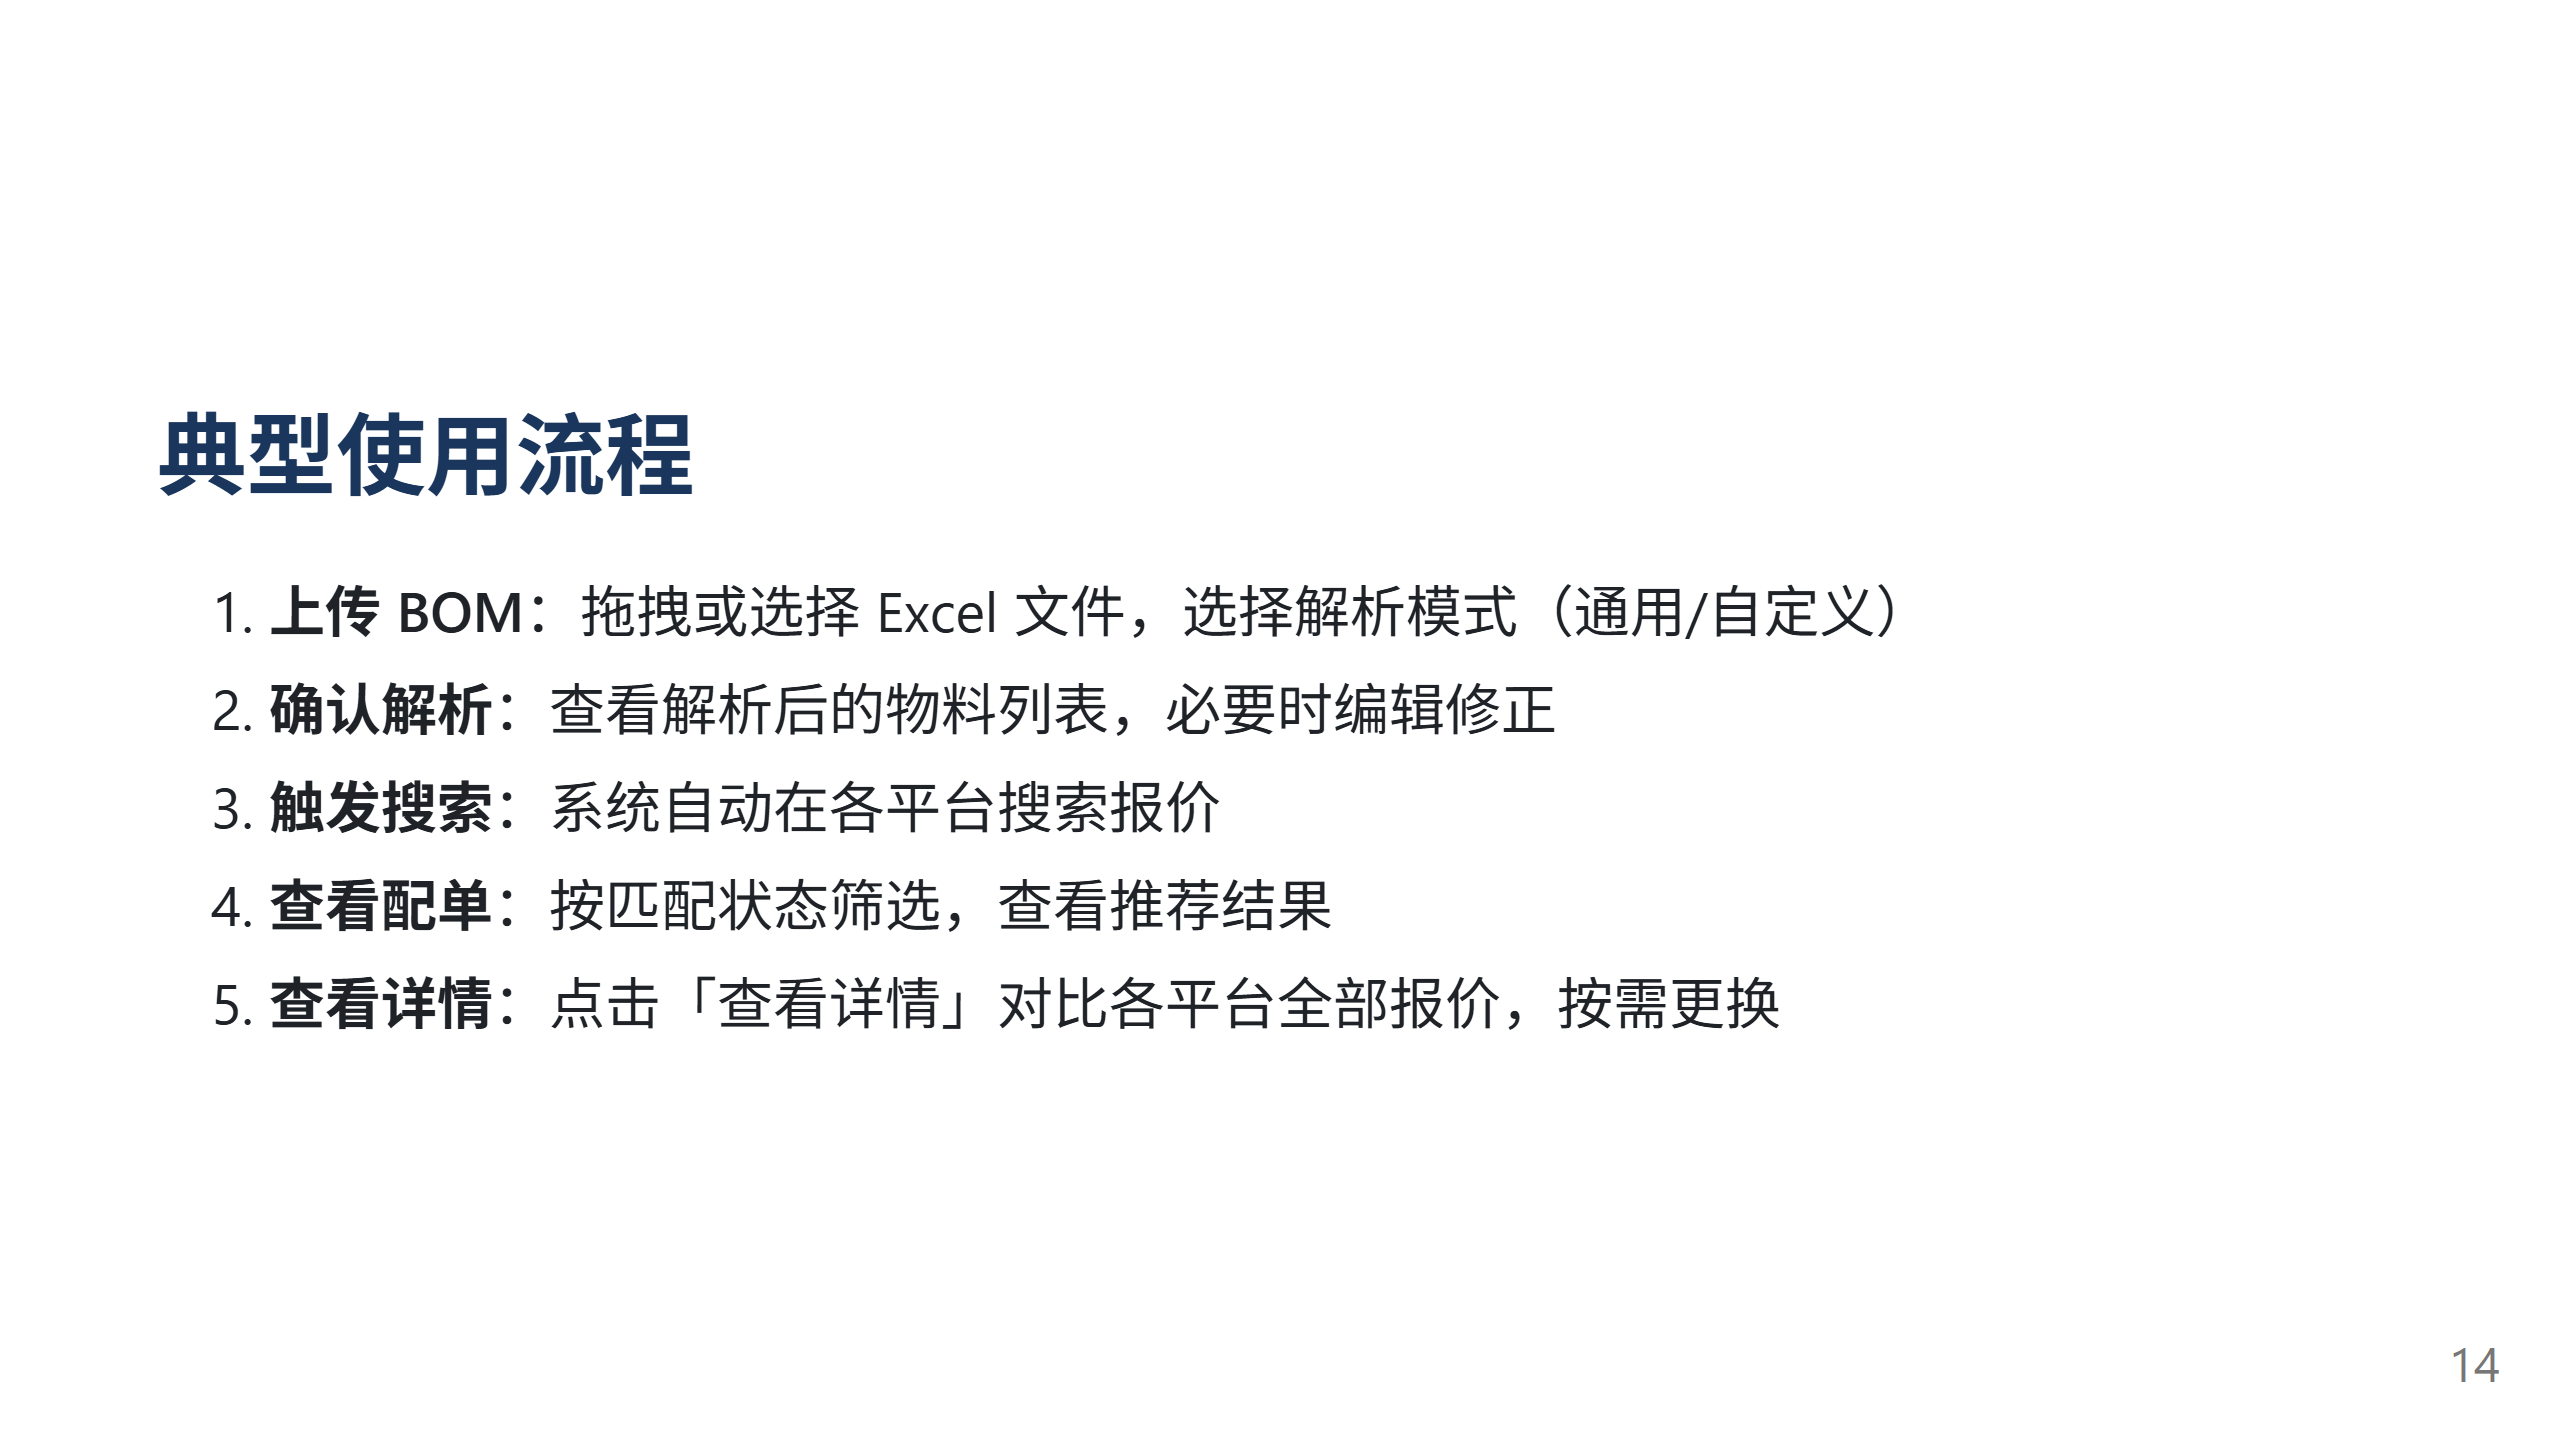 典型使用流程
1. 上传 BOM：拖拽或选择 Excel 文件，选择解析模式（通用/自定义）
2. 确认解析：查看解析后的物料列表，必要时编辑修正
3. 触发搜索：系统自动在各平台搜索报价
4. 查看配单：按匹配状态筛选，查看推荐结果
5. 查看详情：点击「查看详情」对比各平台全部报价，按需更换
14